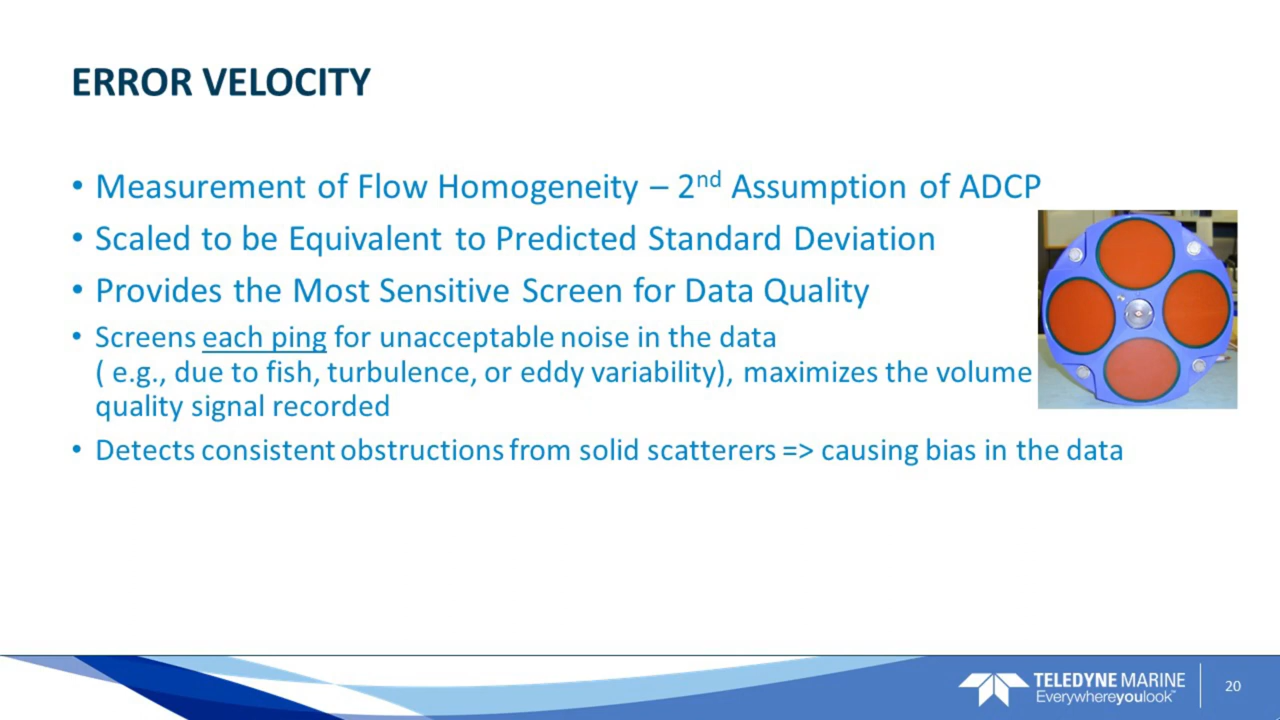 ERROR VELOCITY
• Measurement of Flow Homogeneity – 2nd Assumption of ADCP
• Scaled to be Equivalent to Predicted Standard Deviation
• Provides the Most Sensitive Screen for Data Quality
• Screens each ping for unacceptable noise in the data
( e.g., due to fish, turbulence, or eddy variability), maximizes the volume
quality signal recorded
• Detects consistent obstructions from solid scatterers => causing bias in the data
TELEDYNE MARINE
Everywhereyoulook™
20